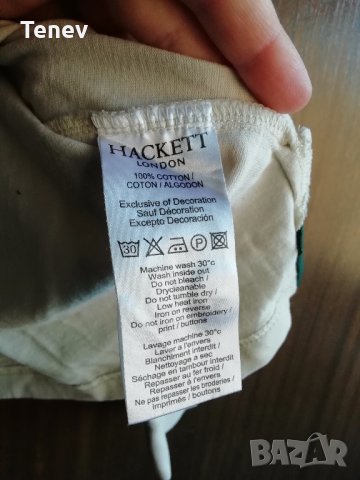 Tenev
HACKETT
LONDON
100% COTTON /
COTON / ALGODON
Exclusive of Decoration
Sauf Décoration
Excepto Decoración
30
Machine wash 30°c
Wash inside out
Do not bleach /
Drycleanable
Do not tumble dry /
Low heat iron
Iron on reverse
Do not iron on embroidery /
print / buttons
Lavage machine 30°c
Laver a l'envers
Blanchiment interdit /
Nettoyage a sec
Séchage en tambour interdit
Repasser au fer froid /
Repasser a l'envers
Ne pas repasser les broderies /
imprimés / boutons
BAZAR
bazar.bg